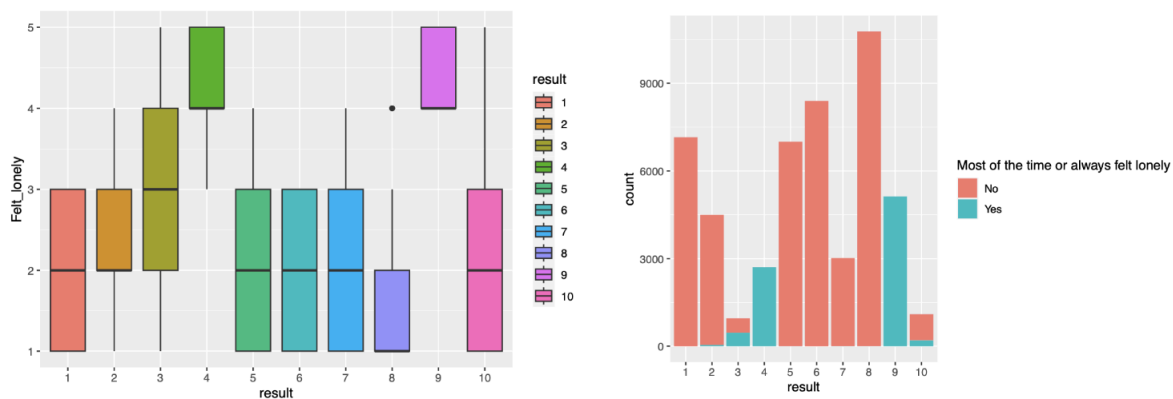 5
4
3
2
1
Felt_lonely
1 2 3 4 5 6 7 8 9 10
result
result
1
2
3
4
5
6
7
8
9
10
9000
6000
3000
0
count
1 2 3 4 5 6 7 8 9 10
result
Most of the time or always felt lonely
No
Yes